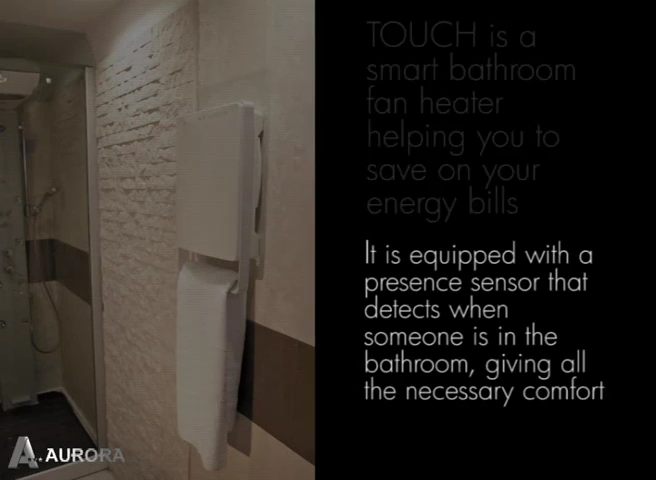 TOUCH is a
smart bathroom
fan heater
helping you to
save on your
energy bills
It is equipped with a
presence sensor that
detects when
someone is in the
bathroom, giving all
the necessary comfort
A...AURORA